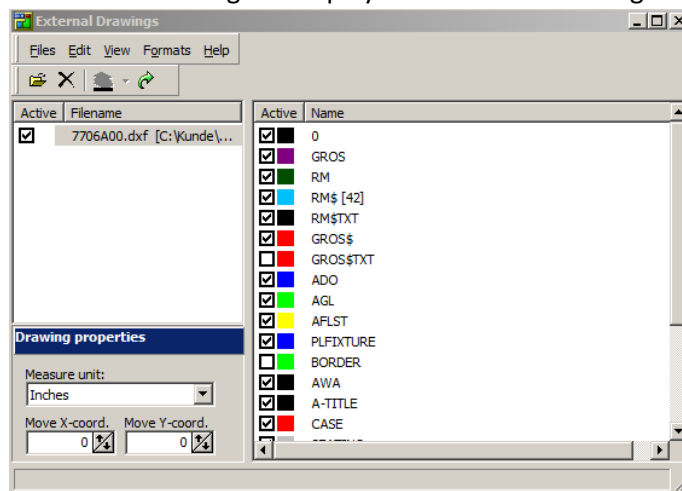 External Drawings
Files Edit View Formats Help
Active Filename
7706A00.dxf [C:\Kunde\...
Active Name
0
GROS
RM
RM$ [42]
RM$TXT
GROS$
GROS$TXT
ADO
AGL
AFLST
PLFIXTURE
BORDER
AWA
A-TITLE
CASE
Drawing properties
Measure unit:
Inches
Move X-coord. Move Y-coord.
0 0